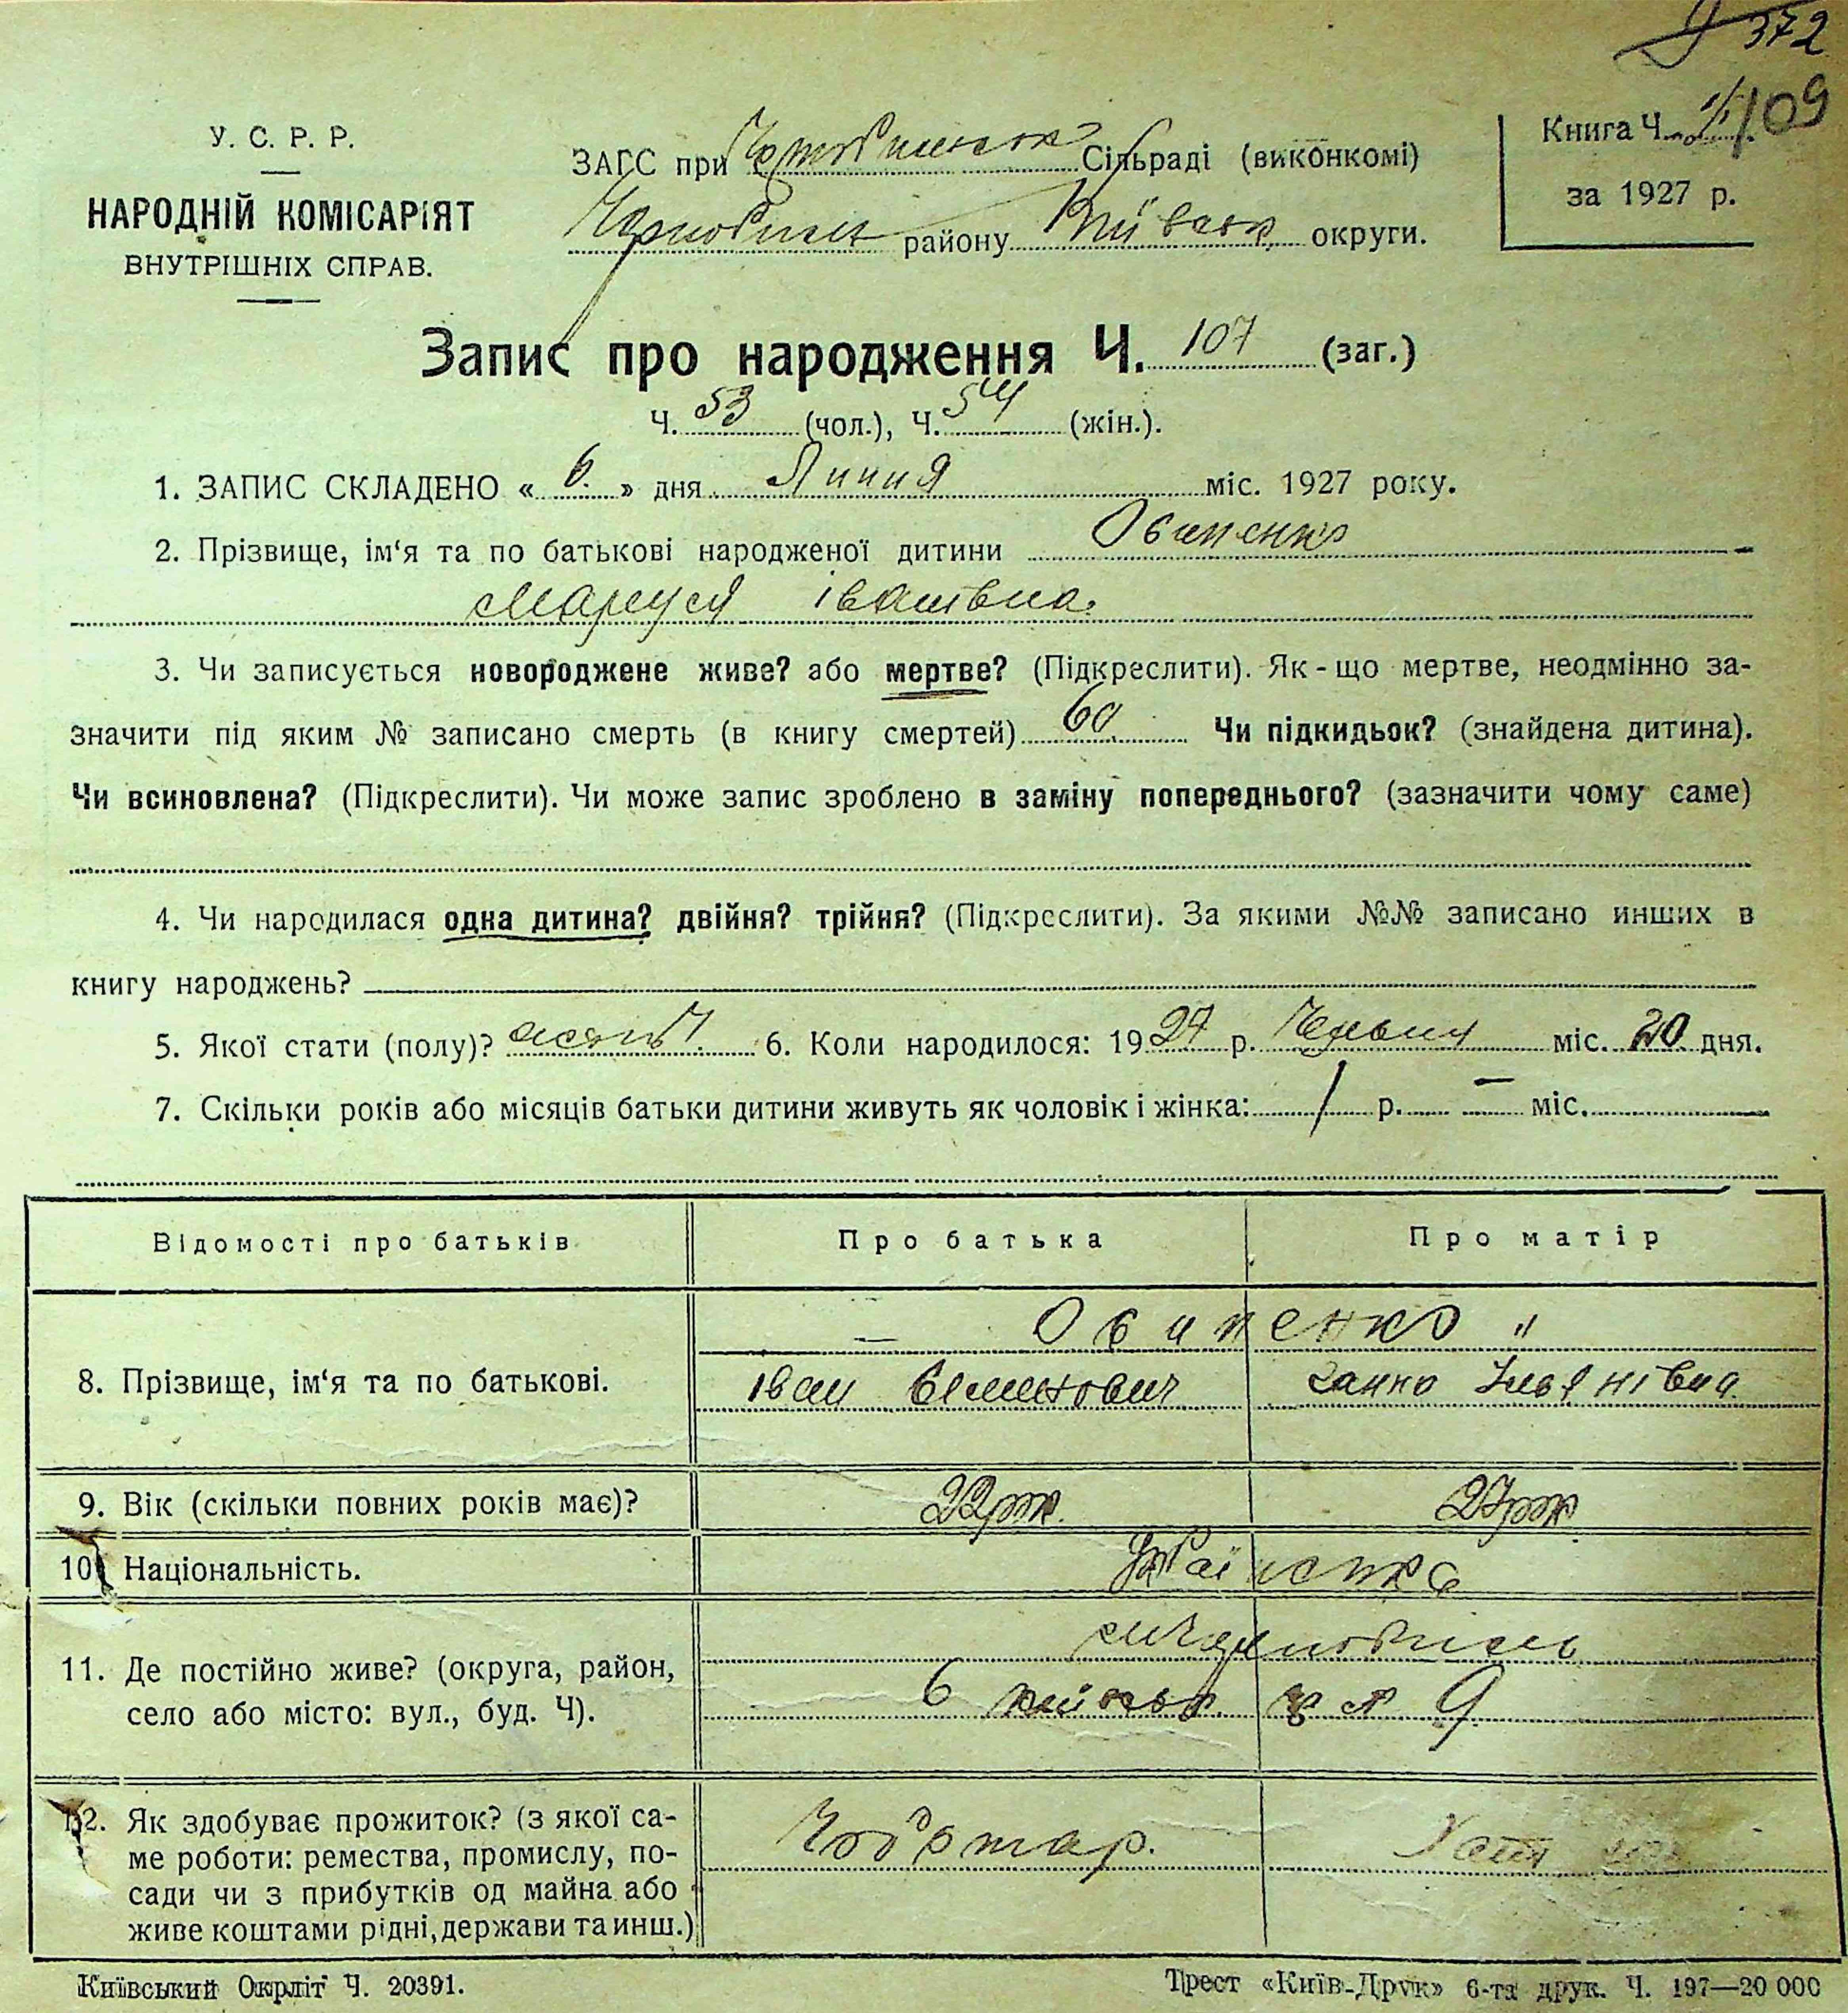 372
У. С. Р. Р.
НАРОДНІЙ КОМІСАРІЯТ
ВНУТРІШНІХ СПРАВ.
ЗАГС при Сільраді (виконкомі)
району Київськ округи.
Книга Ч. 109
за 1927 р.
Запис про народження Ч. 107 (заг.)
Ч. 53 (чол.), Ч. 54 (жін.).
1. ЗАПИС СКЛАДЕНО « 6 » дня Липня міс. 1927 року.
2. Прізвище, ім‘я та по батькові народженої дитини
Маруся Іванівна.
3. Чи записується новороджене живе? або мертве? (Підкреслити). Як-що мертве, неодмінно за-
значити під яким № записано смерть (в книгу смертей) 60 Чи підкидьок? (знайдена дитина).
Чи всиновлена? (Підкреслити). Чи може запис зроблено в заміну попереднього? (зазначити чому саме)
4. Чи народилася одна дитина? двійня? трійня? (Підкреслити). За якими №№ записано инших в
книгу народжень?
5. Якої стати (полу)? 6. Коли народилося: 1927 р. Червня міс. 20 дня.
7. Скільки років або місяців батьки дитини живуть як чоловік і жінка: 1 р. — міс.
Відомості про батьків Про батька Про матір
8. Прізвище, ім‘я та по батькові.
Іван Ганна
9. Вік (скільки повних років має)? 22 рок. 27 рок
10. Національність.
11. Де постійно живе? (округа, район,
село або місто: вул., буд. Ч).
9
12. Як здобуває прожиток? (з якої са-
ме роботи: ремества, промислу, по-
сади чи з прибутків од майна або
живе коштами рідні, держави та инш.)
Чоботар.
Київський Окрліт Ч. 20391.
Трест «Київ-Друк» 6-та друк. Ч. 197—20 000